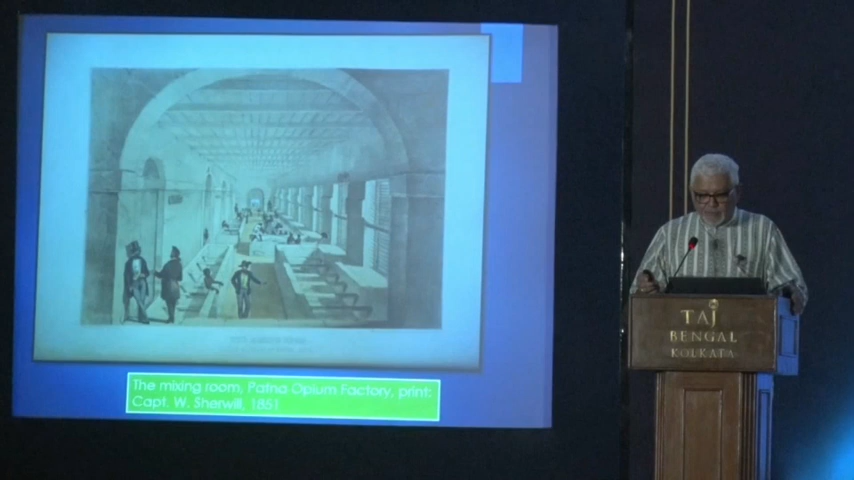 The mixing room, Patna Opium Factory, print:
Capt. W. Sherwill, 1851
TAJ
BENGAL
KOLKATA